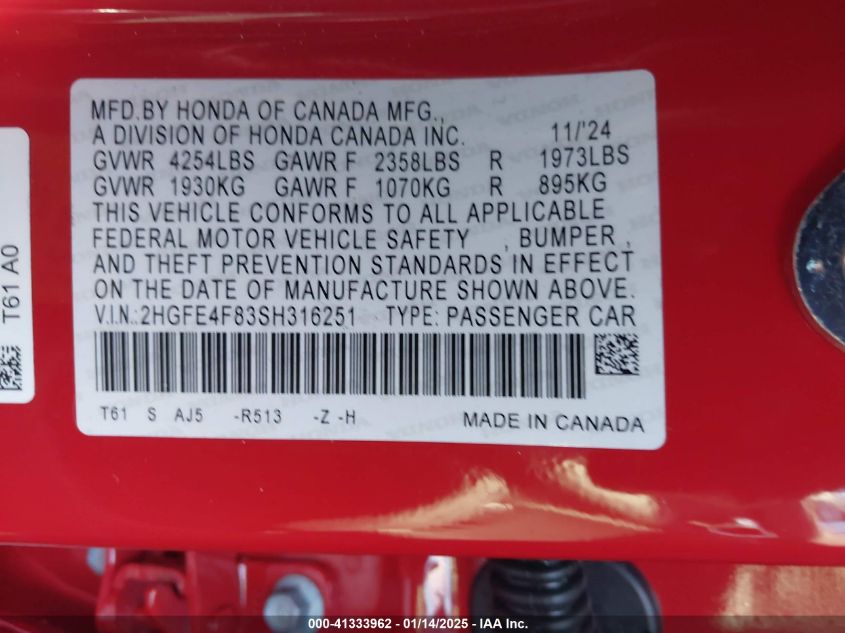 MFD.BY HONDA OF CANADA MFG.,
A DIVISION OF HONDA CANADA INC. 11/'24
GVWR 4254LBS GAWR F 2358LBS R 1973LBS
GVWR 1930KG GAWR F 1070KG R 895KG
THIS VEHICLE CONFORMS TO ALL APPLICABLE
FEDERAL MOTOR VEHICLE SAFETY , BUMPER ,
AND THEFT PREVENTION STANDARDS IN EFFECT
ON THE DATE OF MANUFACTURE SHOWN ABOVE.
V.I.N.:2HGFE4F83SH316251 TYPE: PASSENGER CAR
T61 S AJ5 -R513 -Z -H MADE IN CANADA
T61 A0
000-41333962 - 01/14/2025 - IAA Inc.